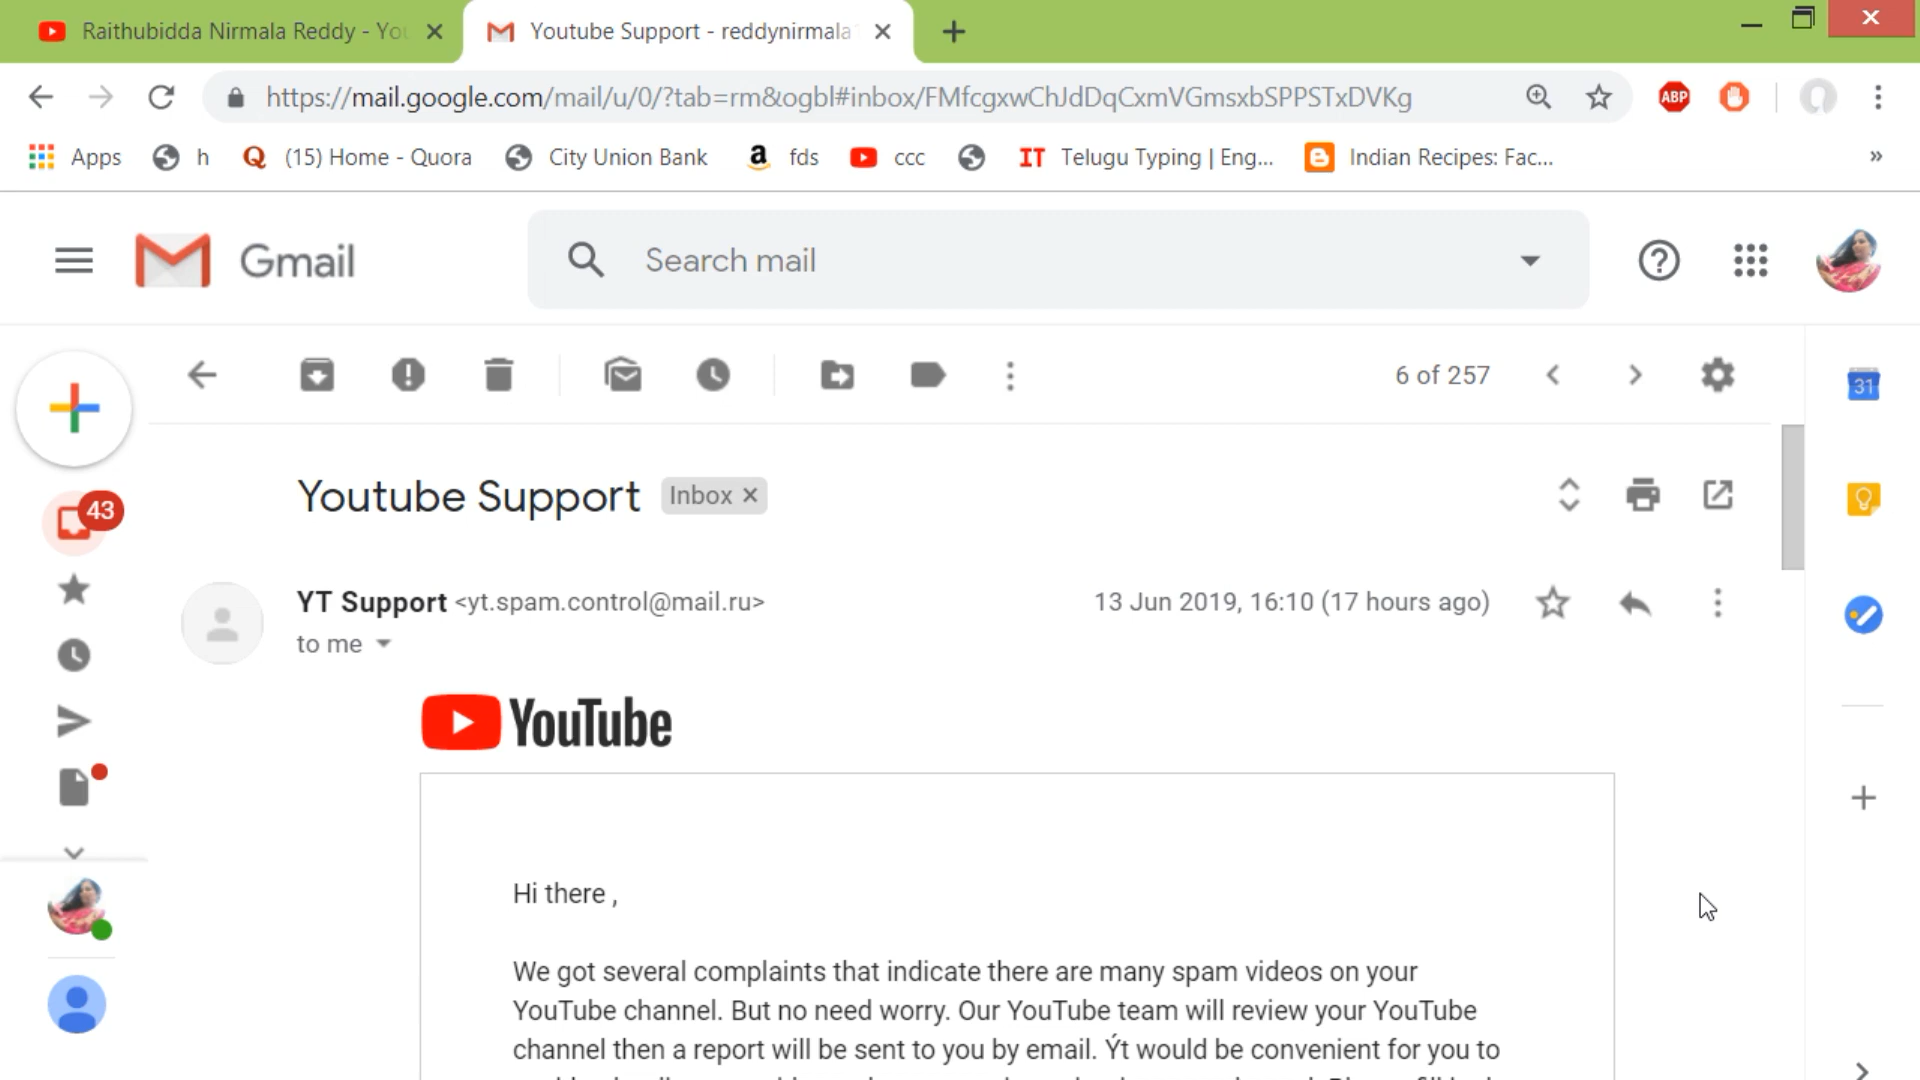 Raithubidda Nirmala Reddy - You
Youtube Support - reddynirmala
https://mail.google.com/mail/u/0/?tab=rm&ogbl#inbox/FMfcgxwChJdDqCxmVGmsxbSPPSTxDVKg
ABP
Apps h (15) Home - Quora City Union Bank fds ccc IT Telugu Typing | Eng... Indian Recipes: Fac... »
Gmail
Search mail
6 of 257
31
Youtube Support Inbox
43
YT Support <yt.spam.control@mail.ru> 13 Jun 2019, 16:10 (17 hours ago)
to me
YouTube
Hi there ,
We got several complaints that indicate there are many spam videos on your
YouTube channel. But no need worry. Our YouTube team will review your YouTube
channel then a report will be sent to you by email. Ýt would be convenient for you to